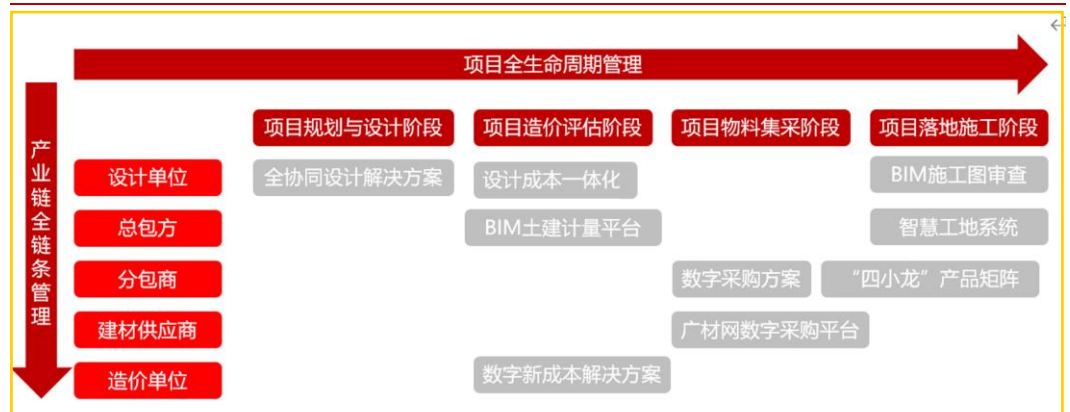 项目全生命周期管理
产业链全链条管理
项目规划与设计阶段 项目造价评估阶段 项目物料集采阶段 项目落地施工阶段
设计单位 全协同设计解决方案 设计成本一体化 BIM施工图审查
总包方 BIM土建计量平台 智慧工地系统
分包商 数字采购方案 “四小龙”产品矩阵
建材供应商 广材网数字采购平台
造价单位 数字新成本解决方案